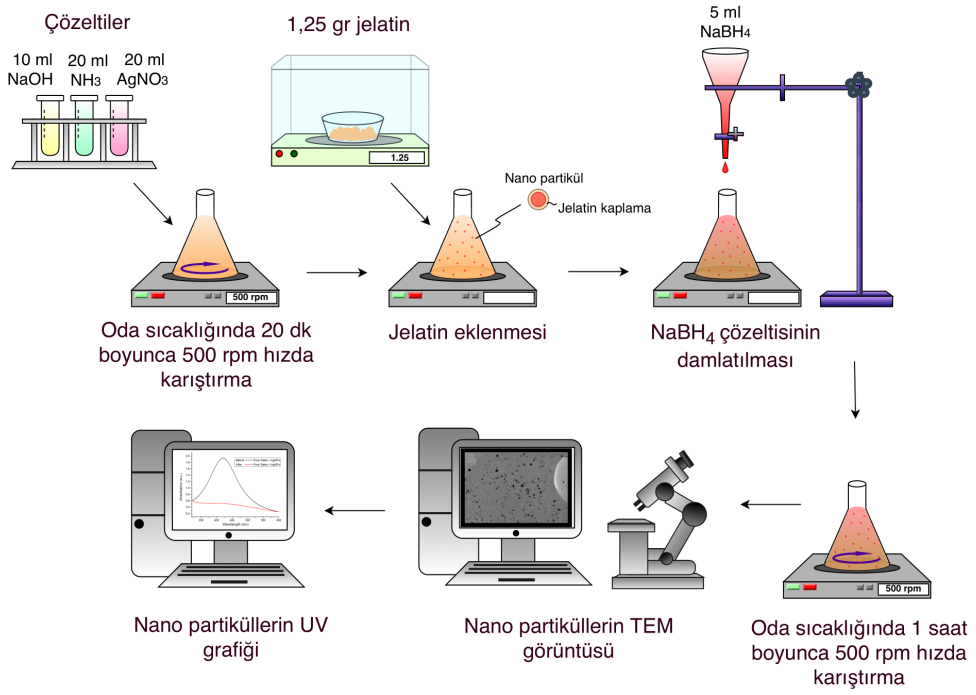 Çözeltiler
10 ml 20 ml 20 ml
NaOH NH₃ AgNO₃
1,25 gr jelatin
1.25
5 ml
NaBH₄
Nano partikül
Jelatin kaplama
500 rpm
Oda sıcaklığında 20 dk
boyunca 500 rpm hızda
karıştırma
Jelatin eklenmesi
NaBH₄ çözeltisinin
damlatılması
500 rpm
Oda sıcaklığında 1 saat
boyunca 500 rpm hızda
karıştırma
Nano partiküllerin TEM
görüntüsü
Nano partiküllerin UV
grafiği